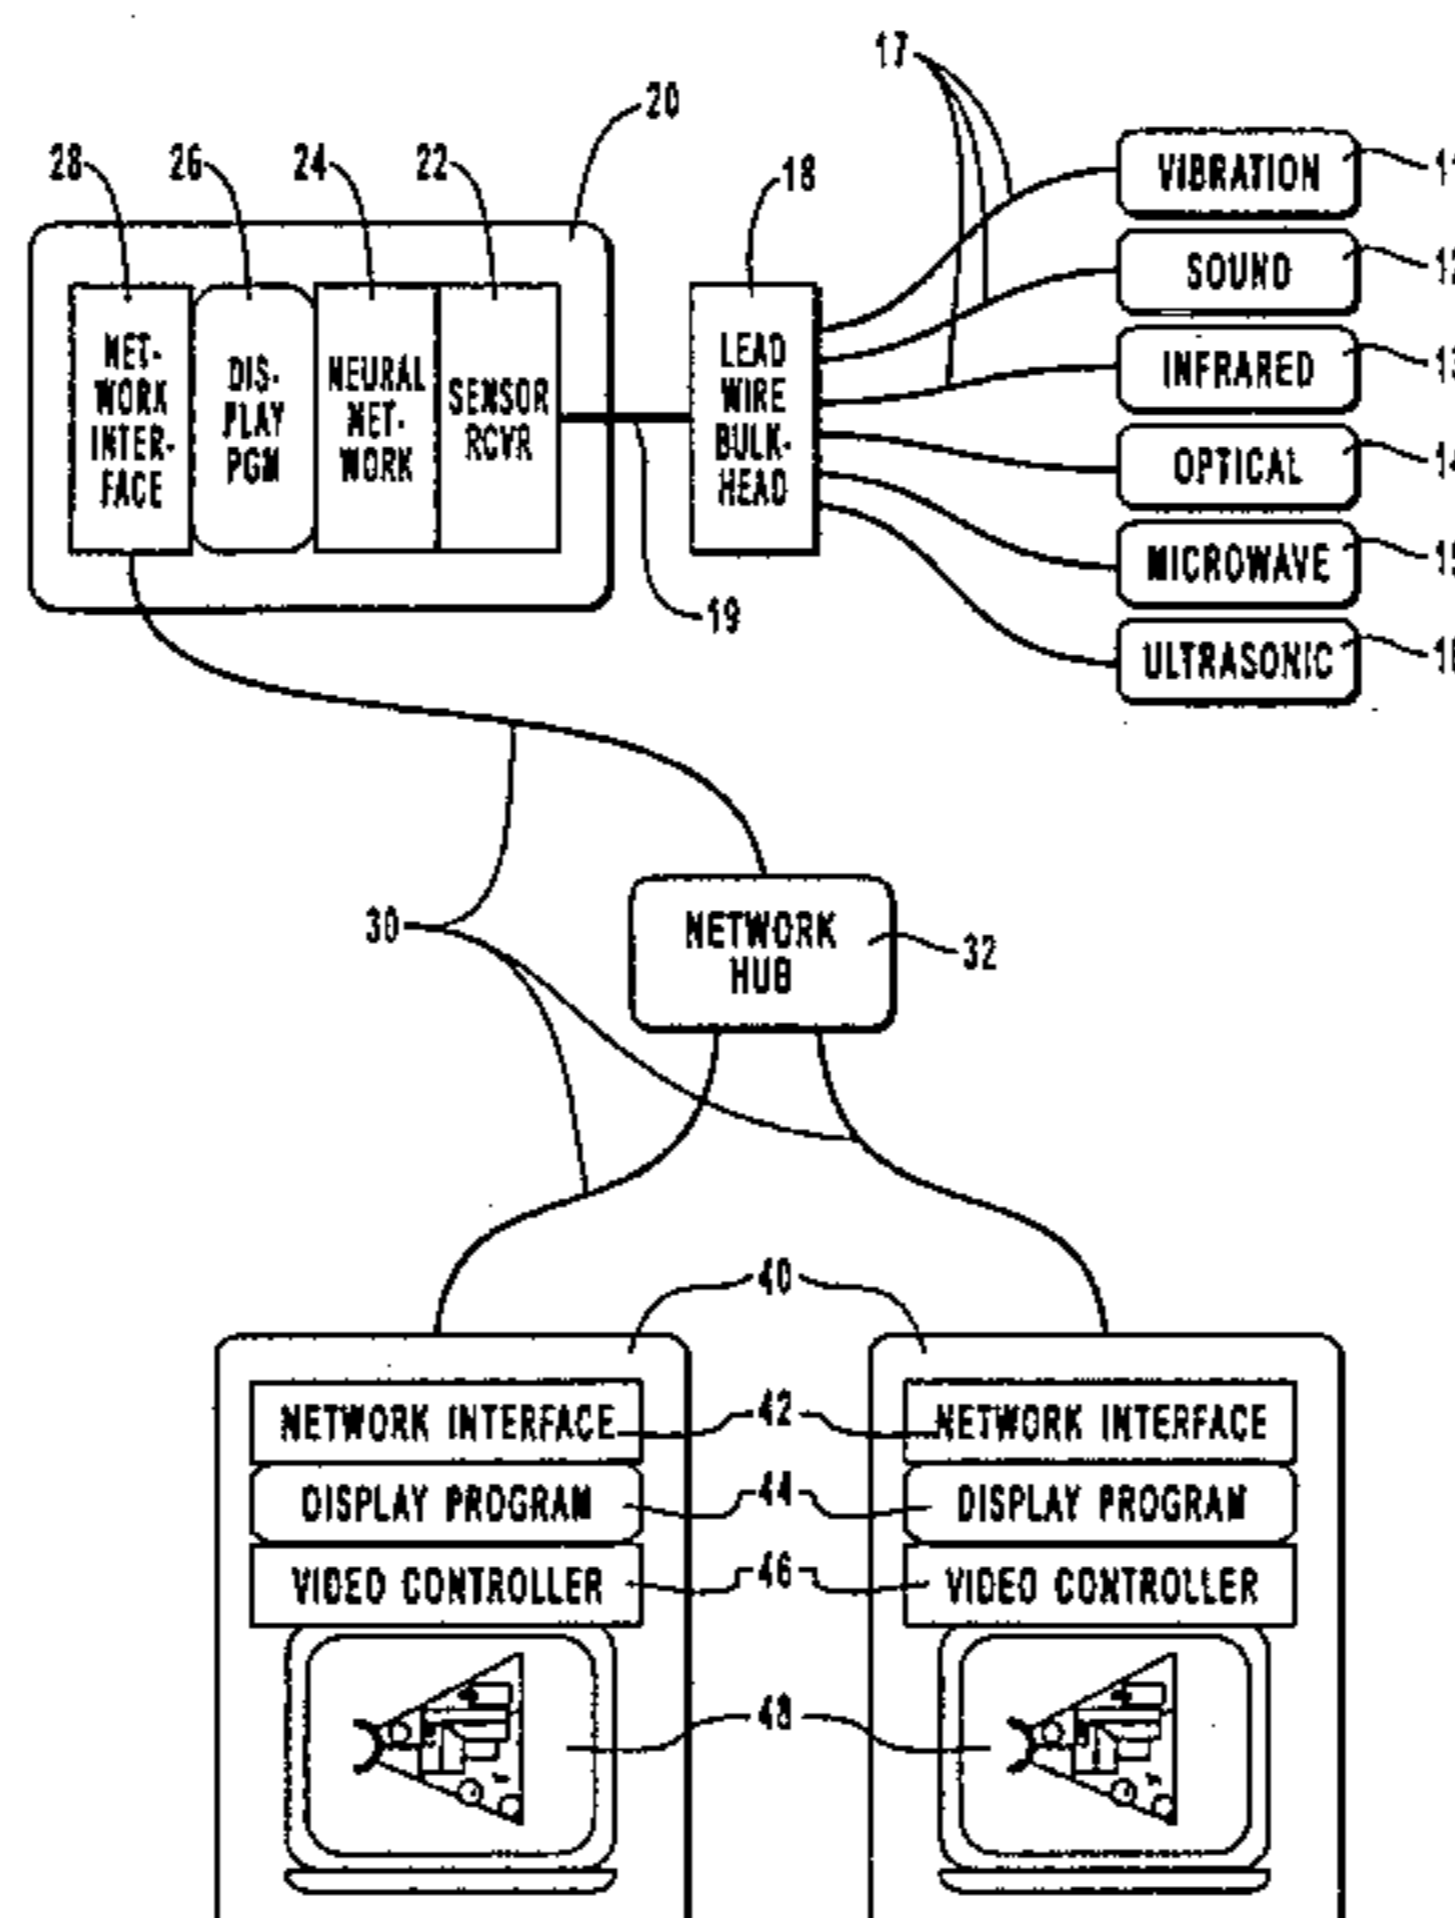 17
20
28
26
24
22
18
VIBRATION
SOUND
INFRARED
OPTICAL
MICROWAVE
ULTRASONIC
NET-
WORK
INTER-
FACE
DIS-
PLAY
PGM
NEURAL
NET-
WORK
SENSOR
RCVR
LEAD
WIRE
BULK-
HEAD
19
30
NETWORK
HUB
32
40
NETWORK INTERFACE
42
NETWORK INTERFACE
DISPLAY PROGRAM
44
DISPLAY PROGRAM
VIDEO CONTROLLER
46
VIDEO CONTROLLER
48